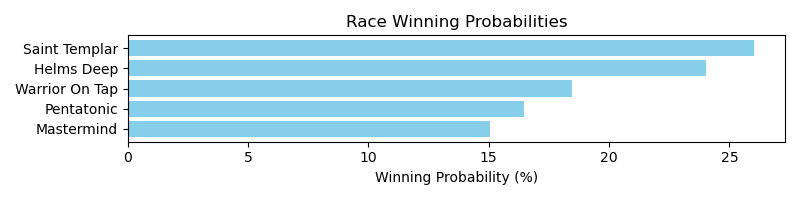 Race Winning Probabilities
Saint Templar
Helms Deep
Warrior On Tap
Pentatonic
Mastermind
0 5 10 15 20 25
Winning Probability (%)